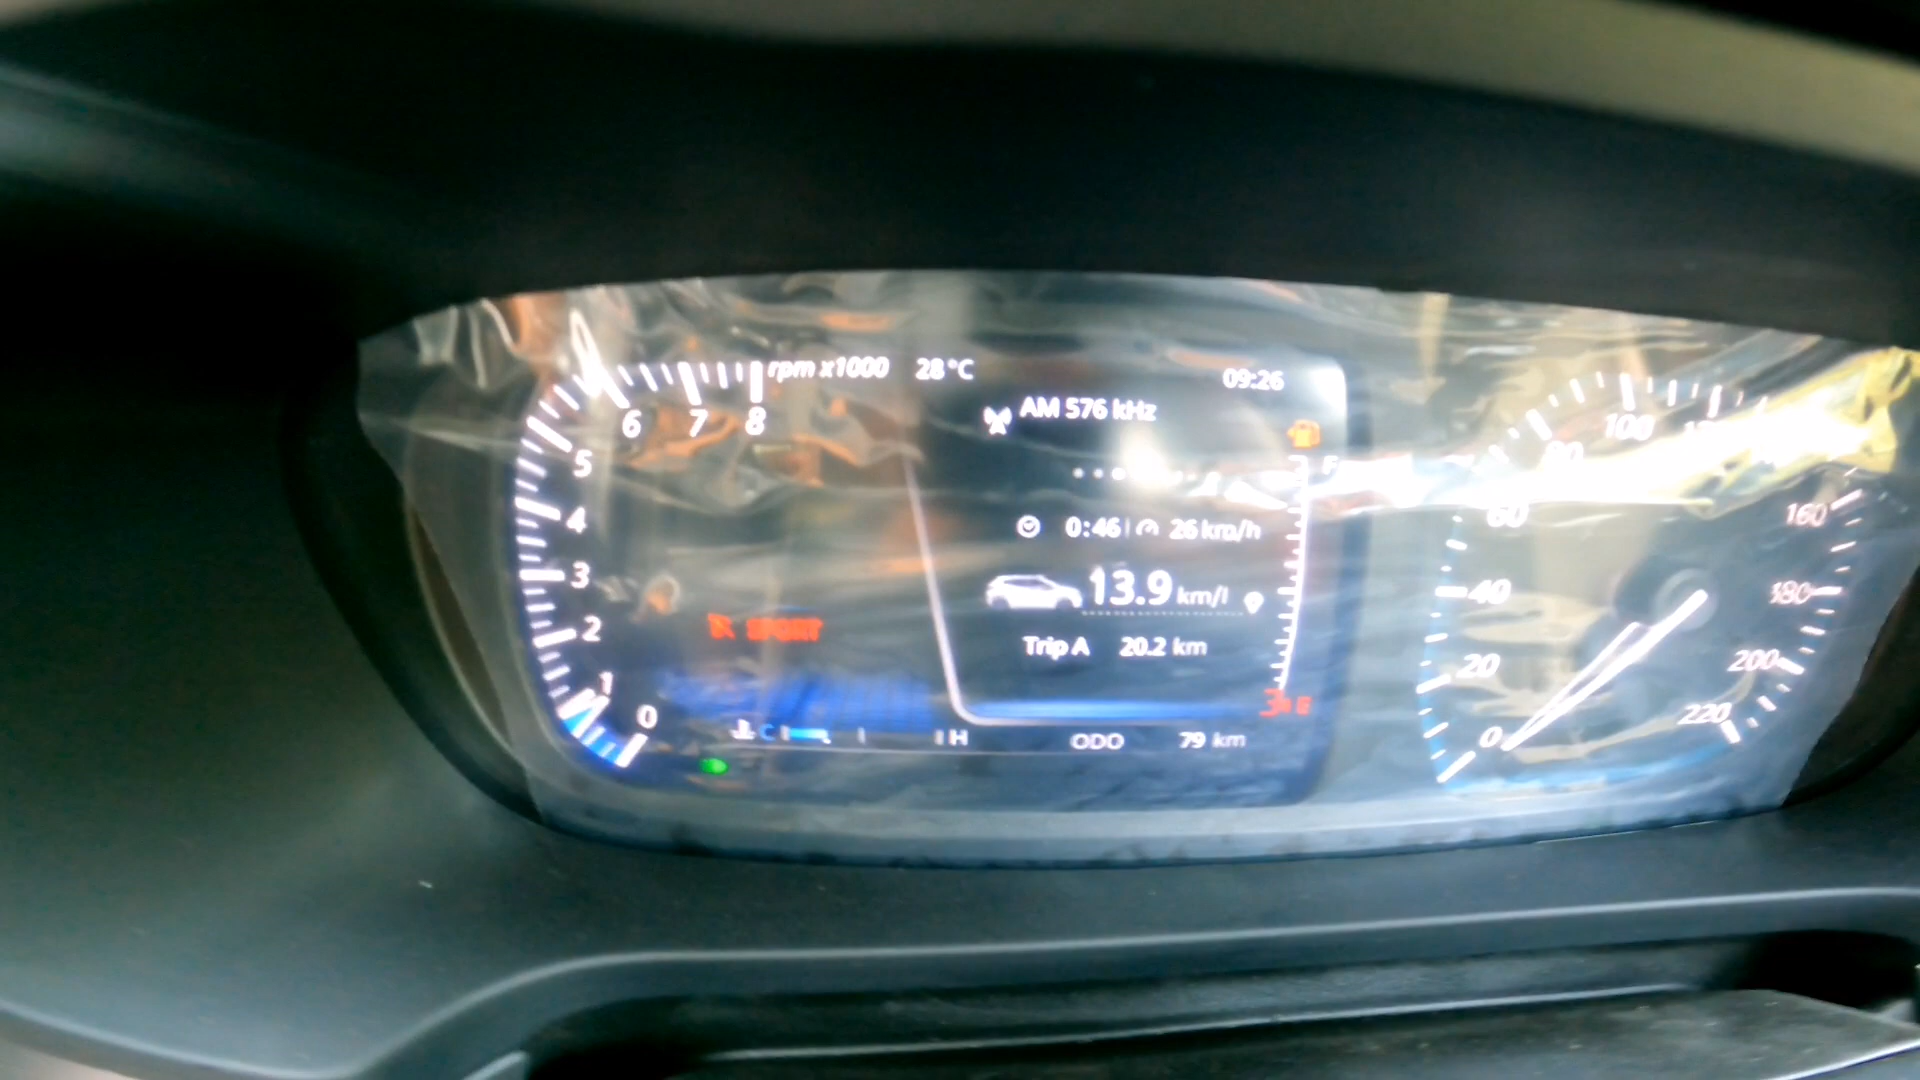 rpm x1000 28°C 09:26
AM 576 kHz
0:46 26 km/h
13.9 km/l
Trip A 20.2 km
ODO 79 km
C H
SPORT
0
1
2
3
4
5
6
7
8
0
20
40
60
80
100
160
180
200
220